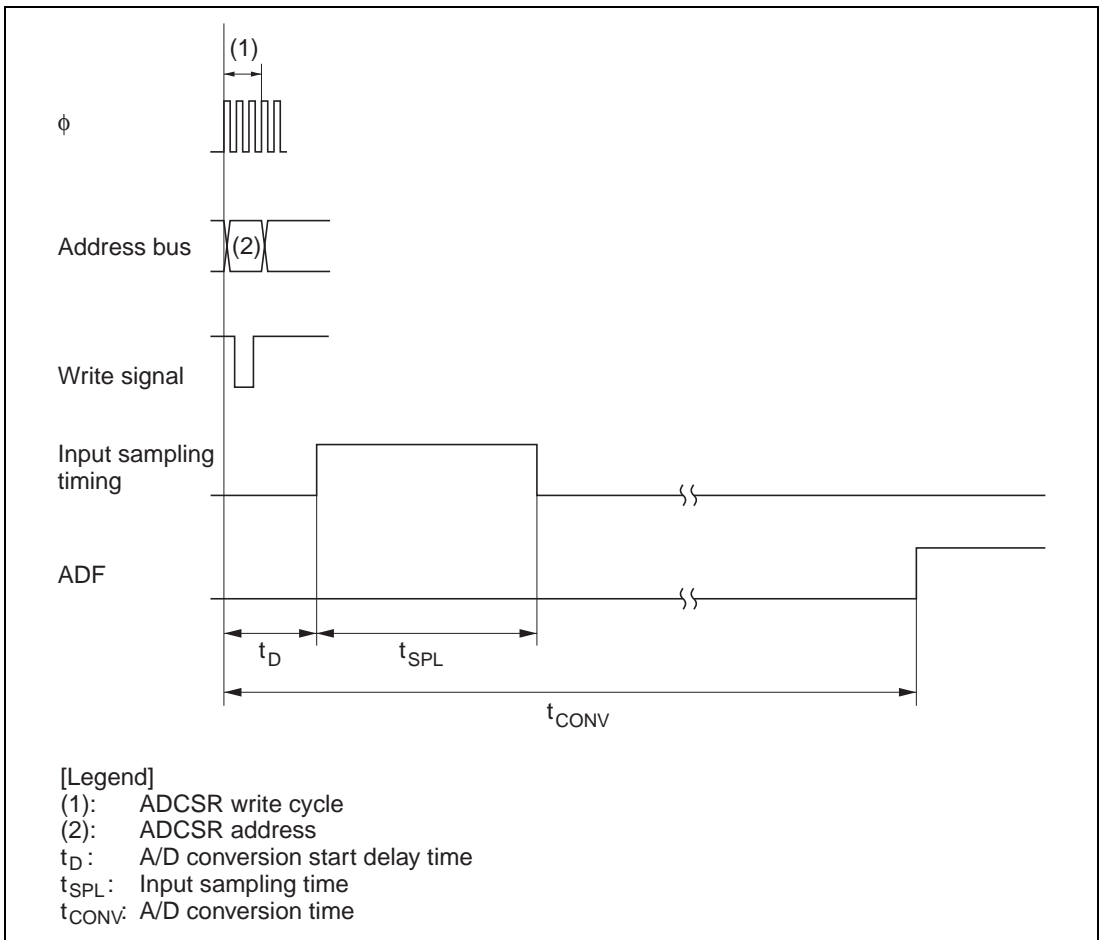 (1)
ϕ
Address bus
(2)
Write signal
Input sampling
timing
ADF
tD
tSPL
tCONV
[Legend]
(1): ADCSR write cycle
(2): ADCSR address
tD : A/D conversion start delay time
tSPL : Input sampling time
tCONV: A/D conversion time